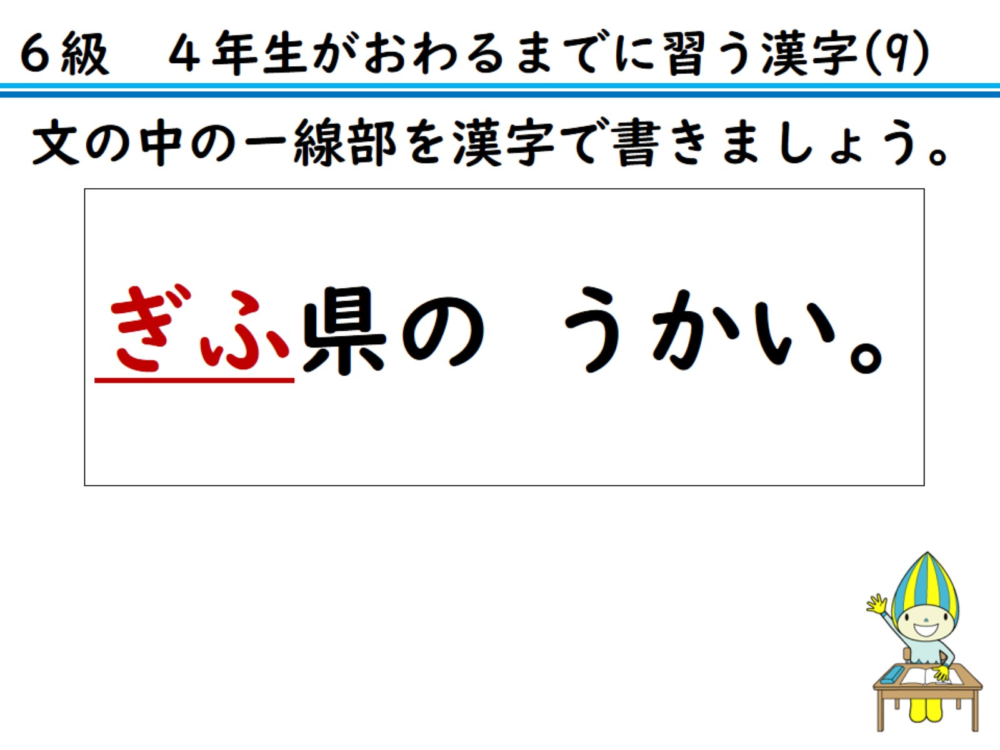 ６級　４年生がおわるまでに習う漢字(9)
文の中の―線部を漢字で書きましょう。
ぎふ県の　うかい。